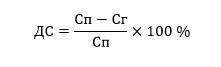 ДС = (Сп − Сг) / Сп × 100 %